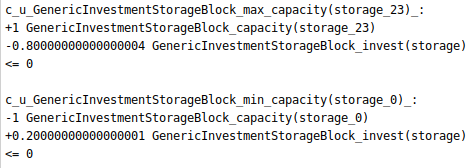 c_u_GenericInvestmentStorageBlock_max_capacity(storage_23)_:
+1 GenericInvestmentStorageBlock_capacity(storage_23)
-0.80000000000000004 GenericInvestmentStorageBlock_invest(storage)
<= 0
c_u_GenericInvestmentStorageBlock_min_capacity(storage_0)_:
-1 GenericInvestmentStorageBlock_capacity(storage_0)
+0.20000000000000001 GenericInvestmentStorageBlock_invest(storage)
<= 0